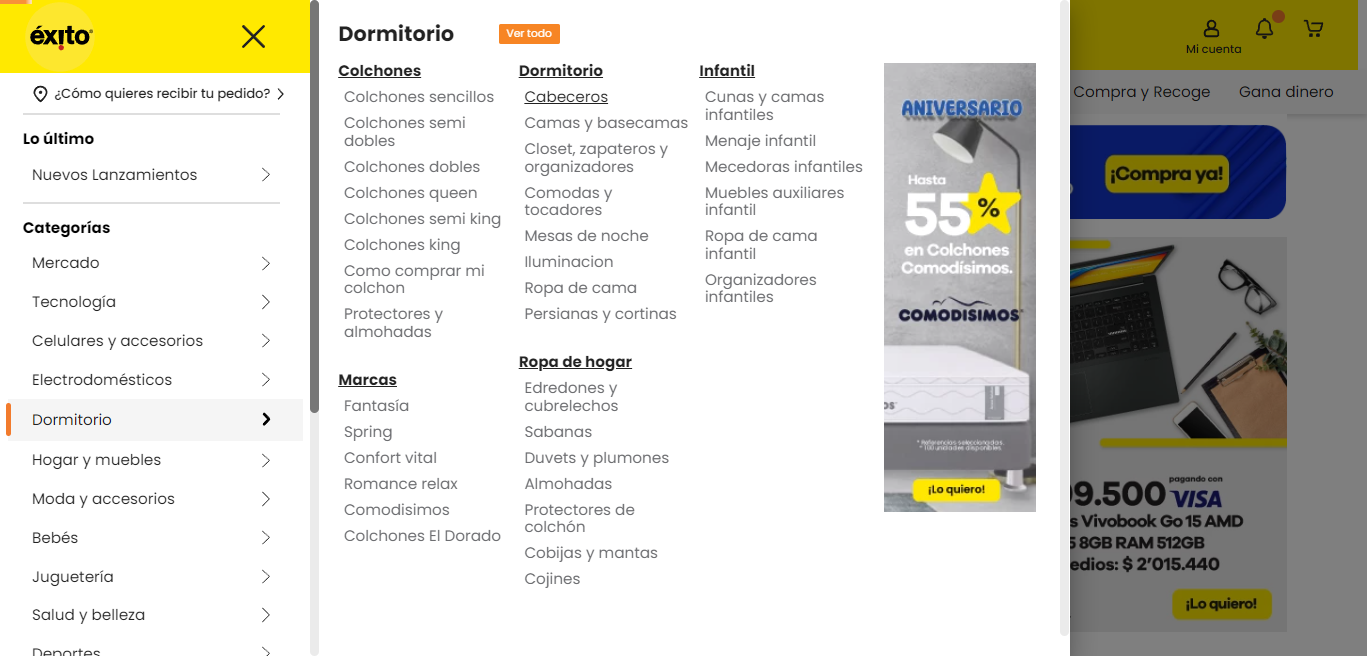 éxito
¿Cómo quieres recibir tu pedido?
Lo último
Nuevos Lanzamientos
Categorías
Mercado
Tecnología
Celulares y accesorios
Electrodomésticos
Dormitorio
Hogar y muebles
Moda y accesorios
Bebés
Juguetería
Salud y belleza
Deportes
Dormitorio
Ver todo
Colchones
Colchones sencillos
Colchones semi
dobles
Colchones dobles
Colchones queen
Colchones semi king
Colchones king
Como comprar mi
colchon
Protectores y
almohadas
Marcas
Fantasía
Spring
Confort vital
Romance relax
Comodisimos
Colchones El Dorado
Dormitorio
Cabeceros
Camas y basecamas
Closet, zapateros y
organizadores
Comodas y
tocadores
Mesas de noche
Iluminacion
Ropa de cama
Persianas y cortinas
Ropa de hogar
Edredones y
cubrelechos
Sabanas
Duvets y plumones
Almohadas
Protectores de
colchón
Cobijas y mantas
Cojines
Infantil
Cunas y camas
infantiles
Menaje infantil
Mecedoras infantiles
Muebles auxiliares
infantil
Ropa de cama
infantil
Organizadores
infantiles
ANIVERSARIO
Hasta
55%
en Colchones
Comodísimos.
COMODISIMOS
* Referencias seleccionadas.
* 100 unidades disponibles.
¡Lo quiero!
Mi cuenta
Compra y Recoge
Gana dinero
¡Compra ya!
99.500
pagando con
VISA
s Vivobook Go 15 AMD
5 8GB RAM 512GB
edios: $ 2'015.440
¡Lo quiero!